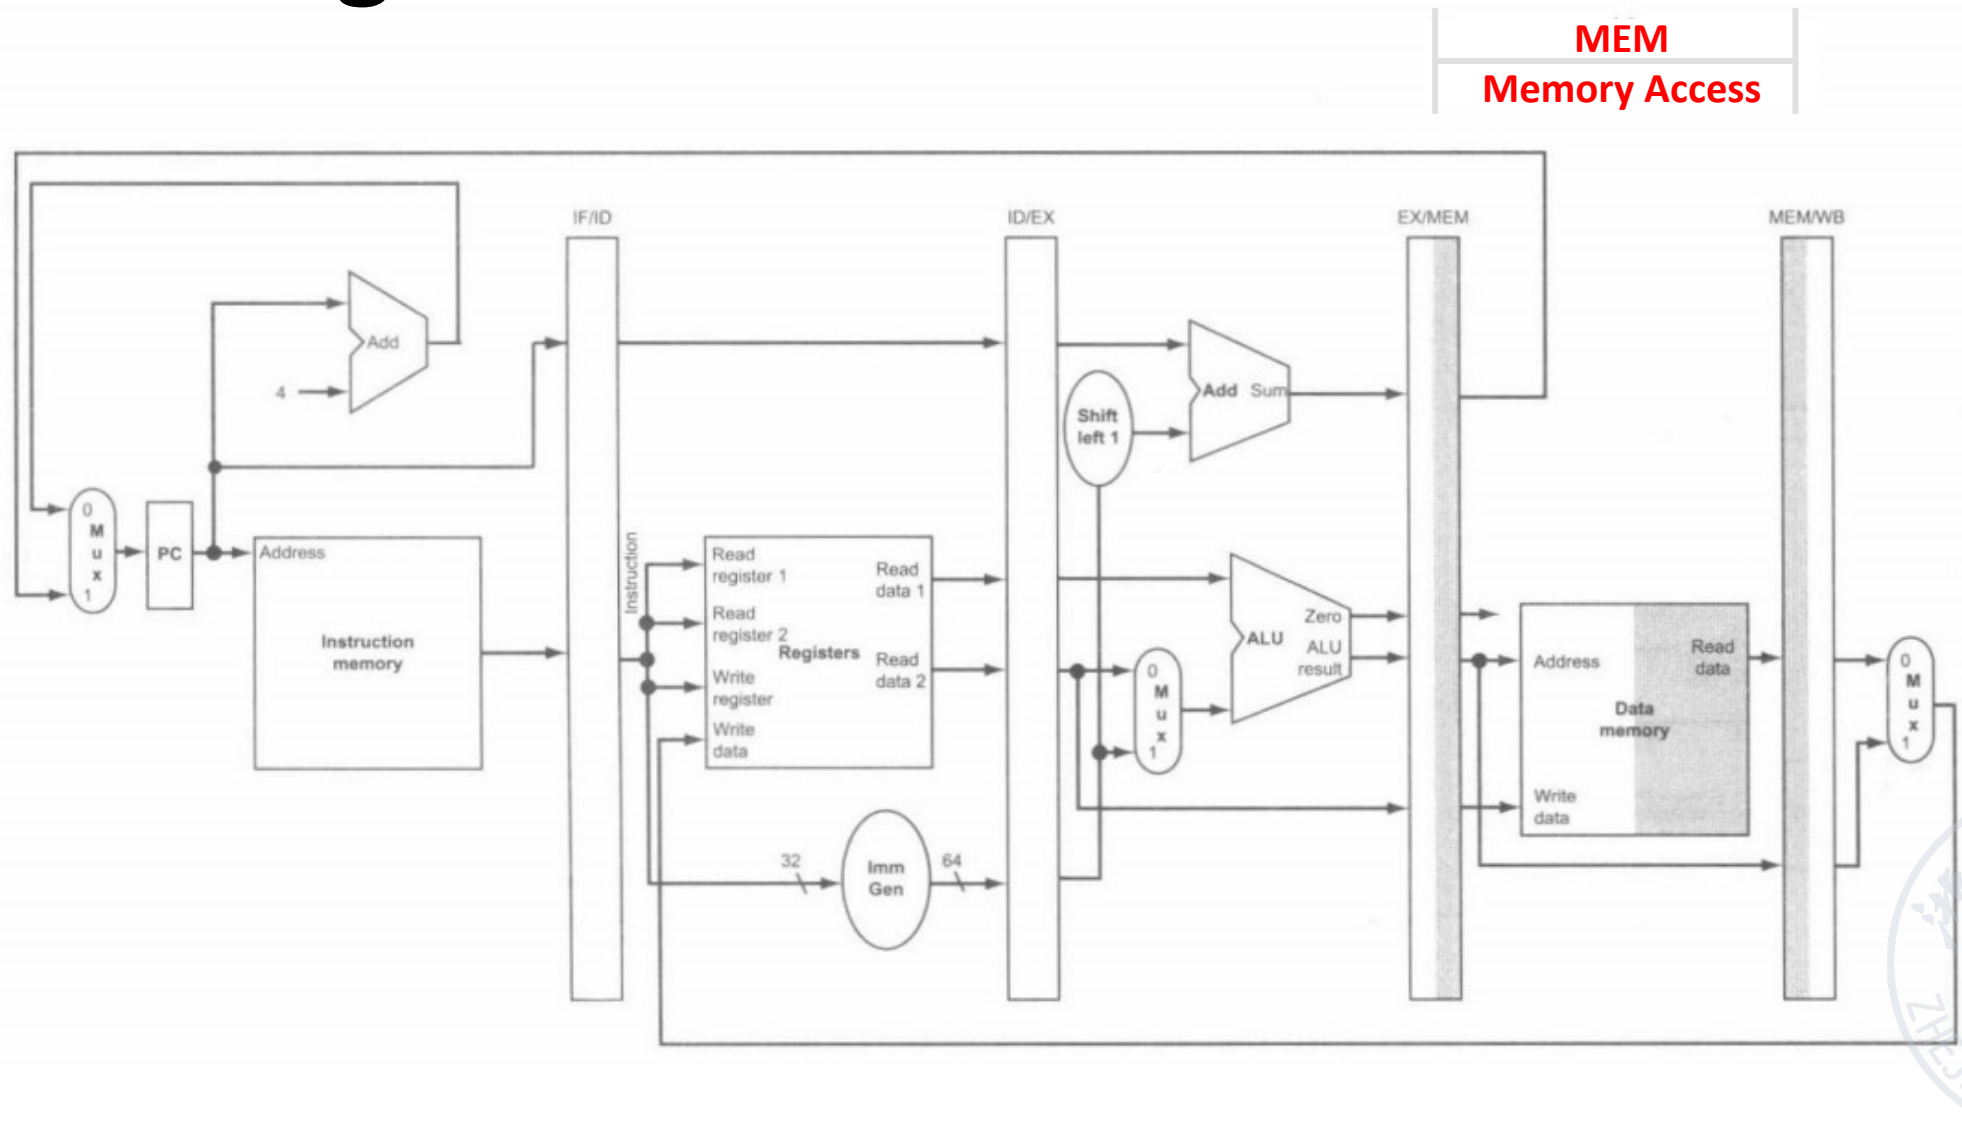 MEM
Memory Access
IF/ID
ID/EX
EX/MEM
MEM/WB
Add
4
Add Sum
Shift
left 1
0
M
u
x
1
PC
Address
Instruction
memory
Instruction
Read
register 1
Read
register 2
Write
register
Write
data
Registers
Read
data 1
Read
data 2
0
M
u
x
1
Zero
ALU
ALU
result
Address
Read
data
Data
memory
Write
data
0
M
u
x
1
32
Imm
Gen
64